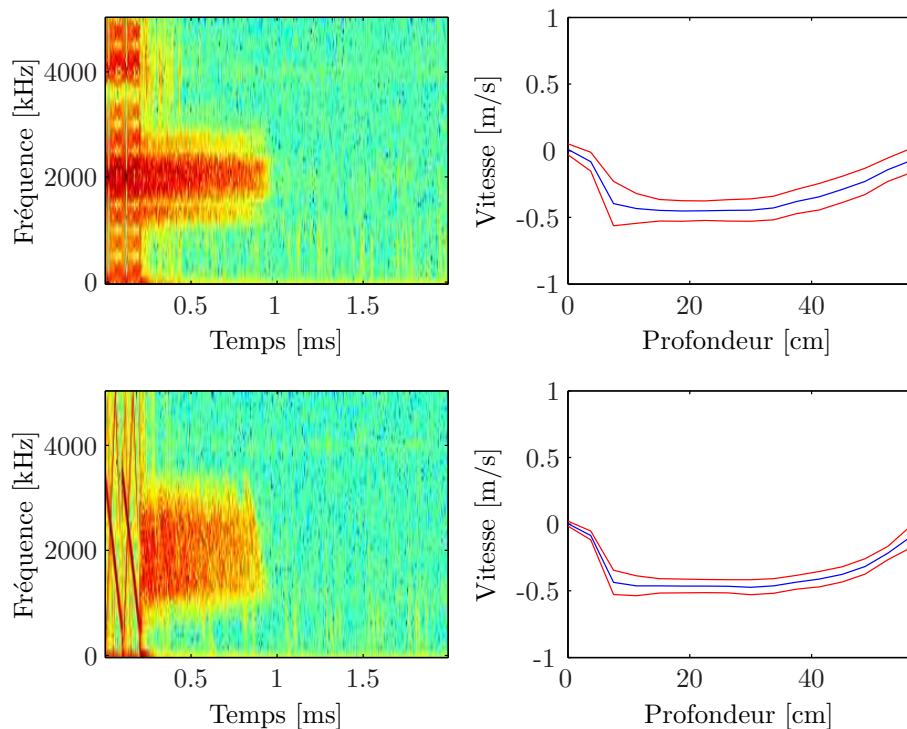 Fréquence [kHz]
4000
2000
0
0.5 1 1.5
Temps [ms]
Vitesse [m/s]
1
0.5
0
-0.5
-1
0 20 40
Profondeur [cm]
Fréquence [kHz]
4000
2000
0
0.5 1 1.5
Temps [ms]
Vitesse [m/s]
1
0.5
0
-0.5
-1
0 20 40
Profondeur [cm]